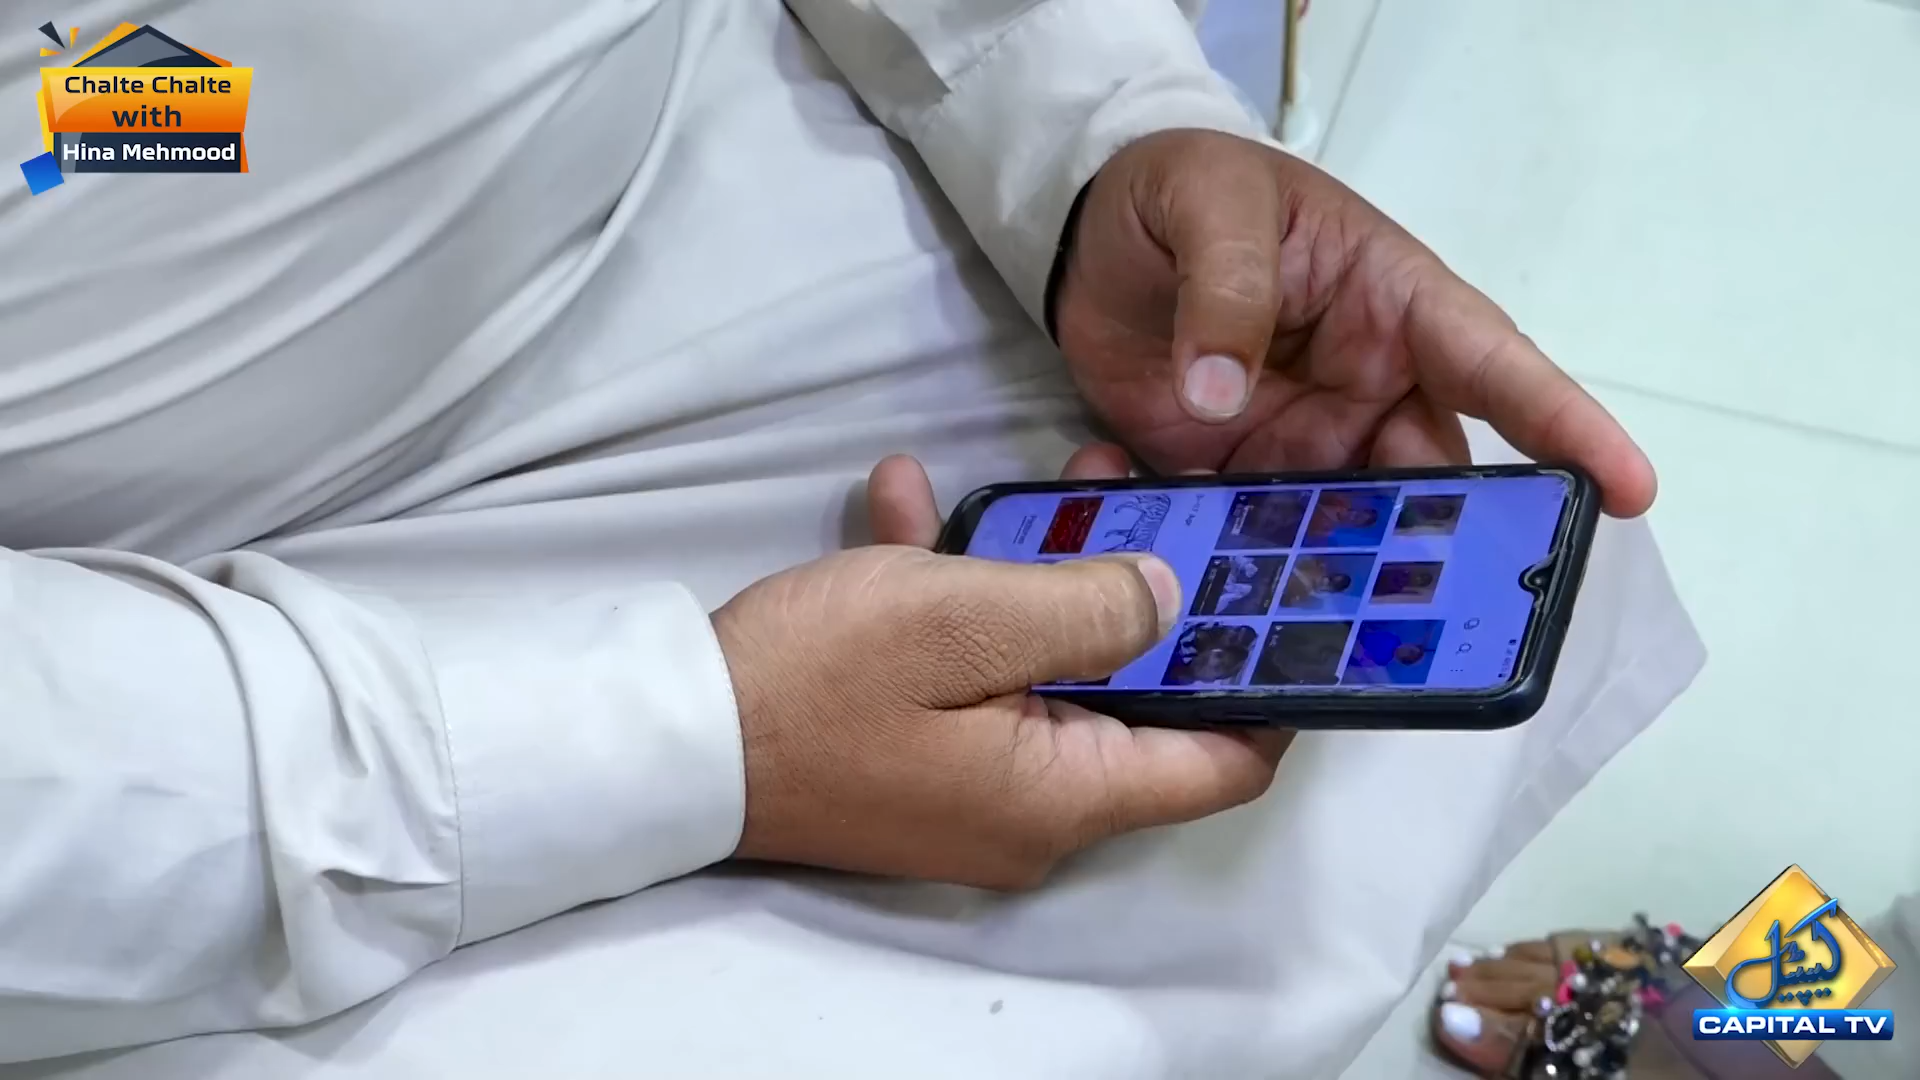 Chalte Chalte
with
Hina Mehmood
کیپیٹل
CAPITAL TV